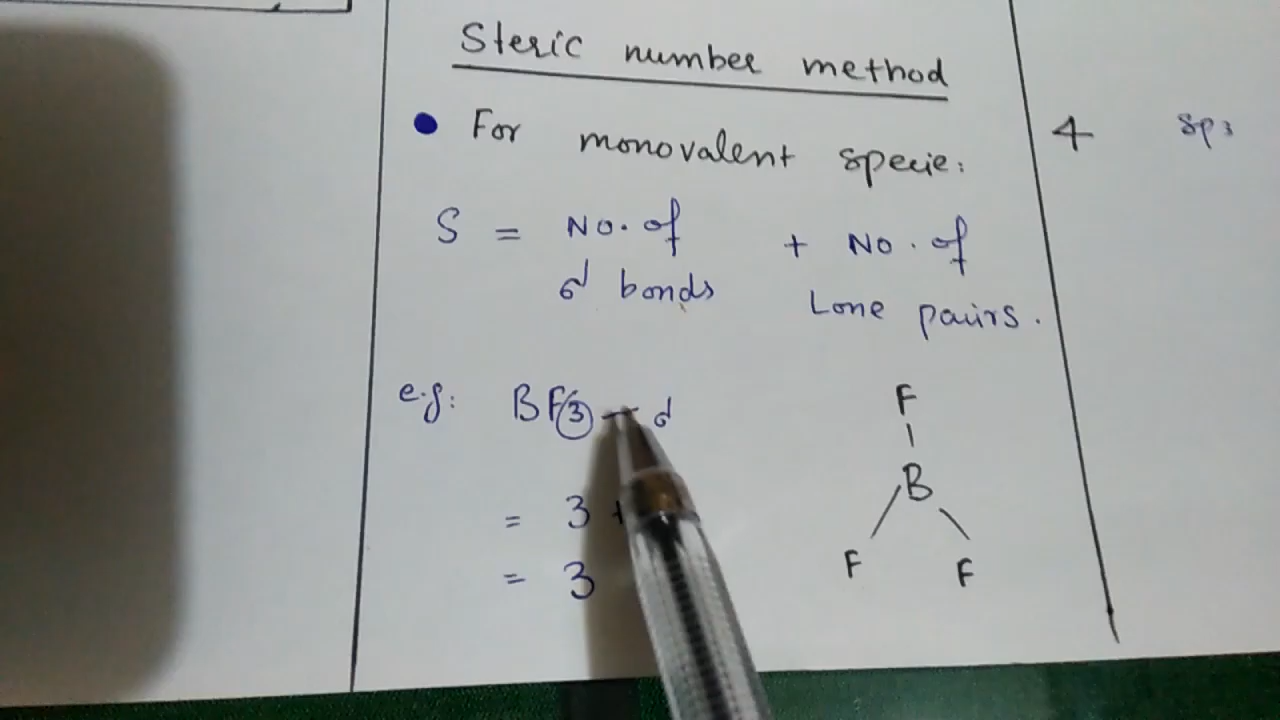 Steric number method
For monovalent specie:
S = No. of + No. of
σ bonds Lone pairs.
e.g: BF3 — σ
= 3 +
= 3
F
B
F F
4 sp3